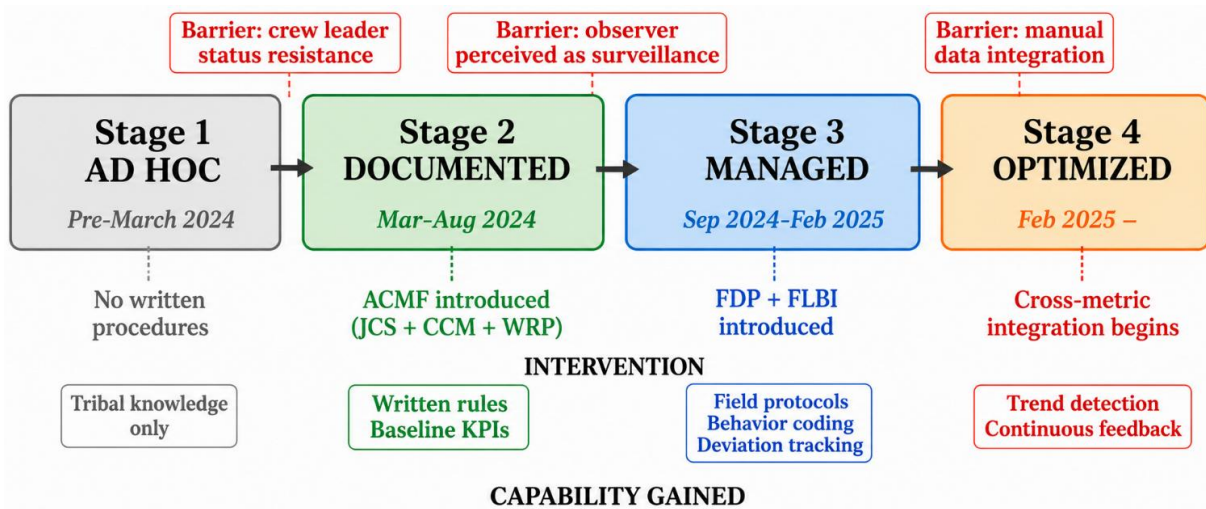 Barrier: crew leader
status resistance
Barrier: observer
perceived as surveillance
Barrier: manual
data integration
Stage 1
AD HOC
Pre-March 2024
Stage 2
DOCUMENTED
Mar–Aug 2024
Stage 3
MANAGED
Sep 2024–Feb 2025
Stage 4
OPTIMIZED
Feb 2025 –
No written
procedures
ACMF introduced
(JCS + CCM + WRP)
FDP + FLBI
introduced
Cross-metric
integration begins
INTERVENTION
Tribal knowledge
only
Written rules
Baseline KPIs
Field protocols
Behavior coding
Deviation tracking
Trend detection
Continuous feedback
CAPABILITY GAINED